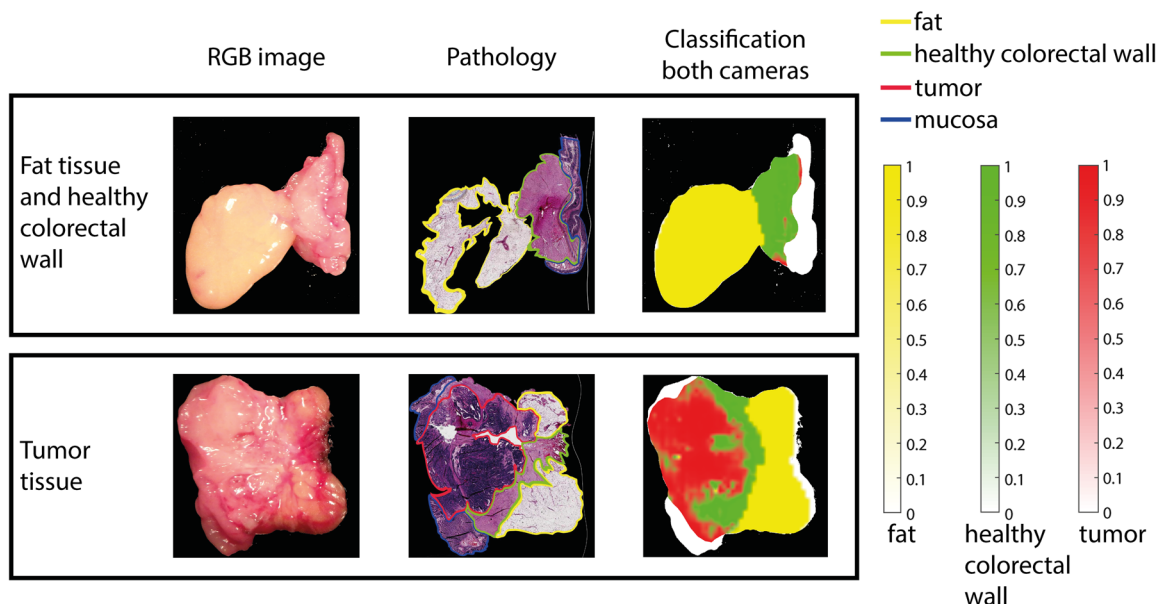 RGB image
Pathology
Classification
both cameras
fat
healthy colorectal wall
tumor
mucosa
Fat tissue
and healthy
colorectal
wall
Tumor
tissue
1
0.9
0.8
0.7
0.6
0.5
0.4
0.3
0.2
0.1
0
fat
1
0.9
0.8
0.7
0.6
0.5
0.4
0.3
0.2
0.1
0
healthy
colorectal
wall
1
0.9
0.8
0.7
0.6
0.5
0.4
0.3
0.2
0.1
0
tumor